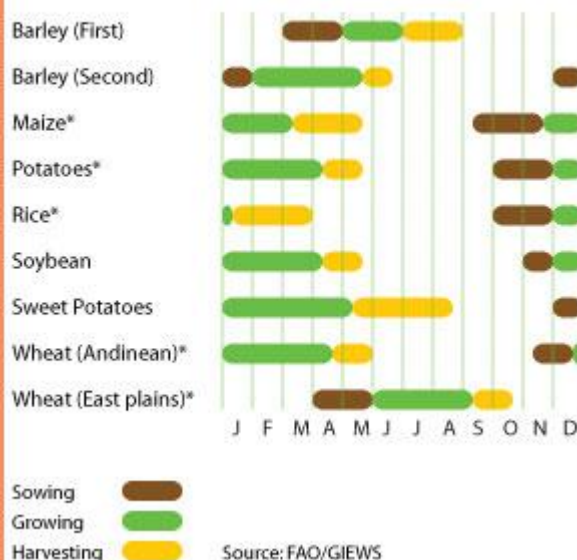 Barley (First)
Barley (Second)
Maize*
Potatoes*
Rice*
Soybean
Sweet Potatoes
Wheat (Andinean)*
Wheat (East plains)*
J F M A M J J A S O N D
Sowing
Growing
Harvesting
Source: FAO/GIEWS